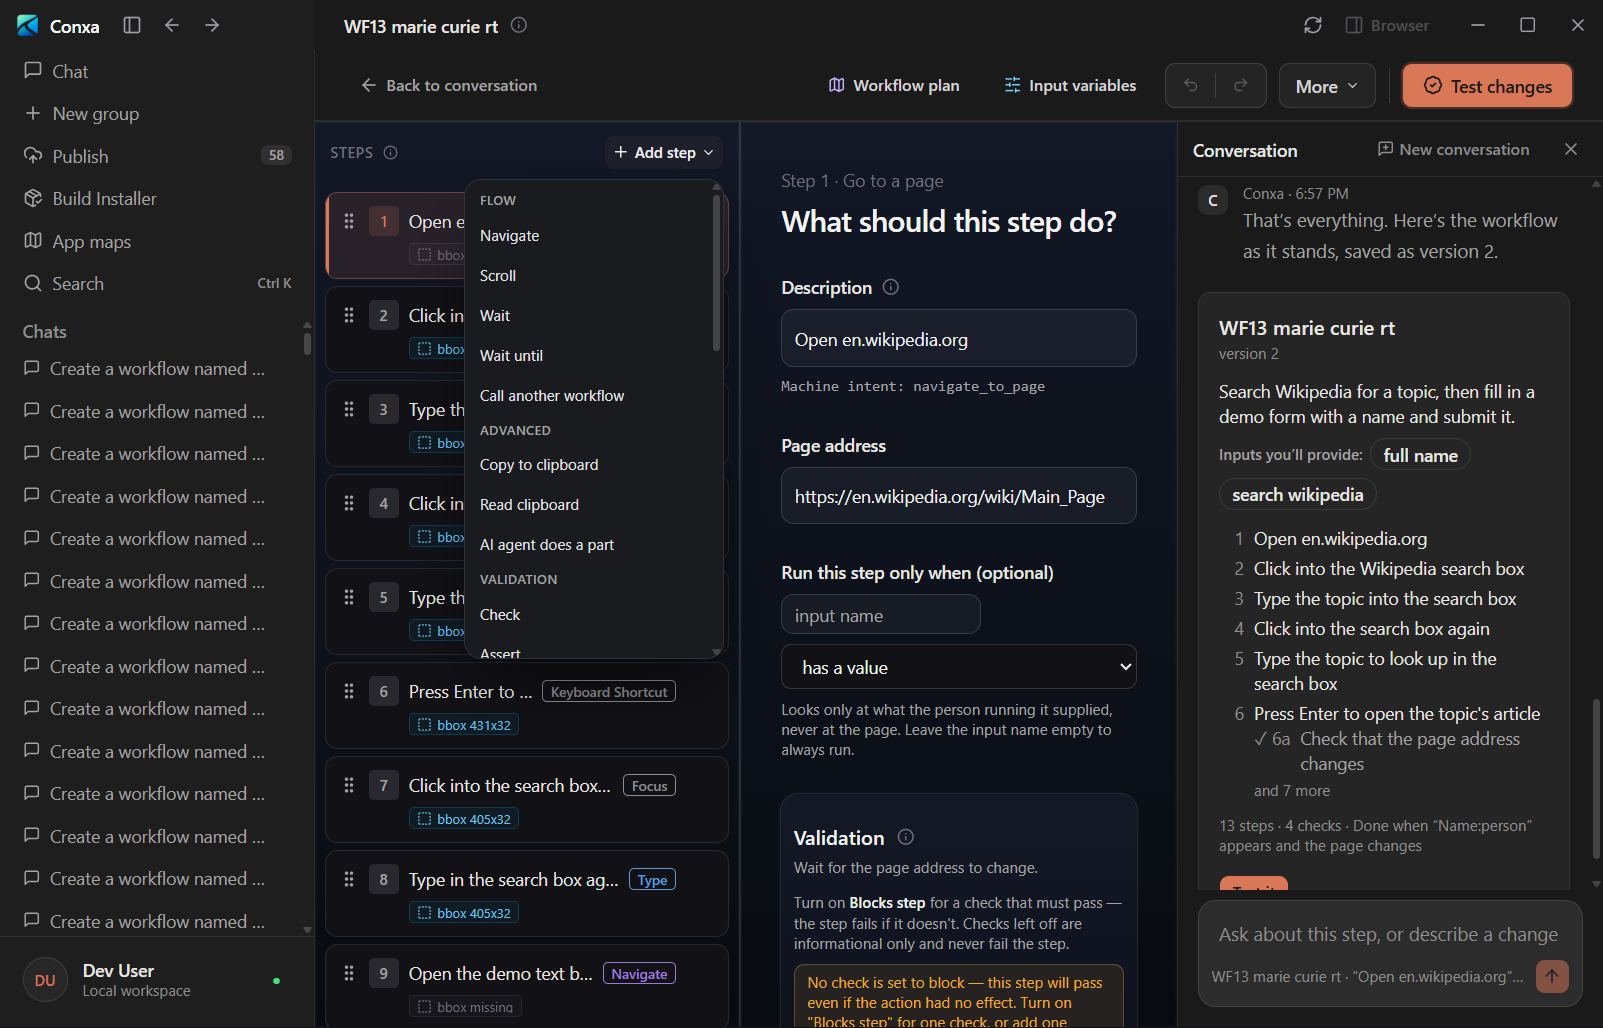 Conxa
WF13 marie curie rt
Browser
Chat
New group
Publish
58
Build Installer
App maps
Search
Ctrl K
Chats
Create a workflow named ...
Create a workflow named ...
Create a workflow named ...
Create a workflow named ...
Create a workflow named ...
Create a workflow named ...
Create a workflow named ...
Create a workflow named ...
Create a workflow named ...
Create a workflow named ...
Create a workflow named ...
Create a workflow named ...
Create a workflow named ...
Create a workflow named ...
DU
Dev User
Local workspace
Back to conversation
Workflow plan
Input variables
More
Test changes
STEPS
Add step
1
Open e
bbox
2
Click in
bbox
3
Type th
bbox
4
Click in
bbox
5
Type th
bbox
6
Press Enter to ...
Keyboard Shortcut
bbox 431x32
7
Click into the search box...
Focus
bbox 405x32
8
Type in the search box ag...
Type
bbox 405x32
9
Open the demo text b...
Navigate
bbox missing
FLOW
Navigate
Scroll
Wait
Wait until
Call another workflow
ADVANCED
Copy to clipboard
Read clipboard
AI agent does a part
VALIDATION
Check
Assert
Step 1 · Go to a page
What should this step do?
Description
Open en.wikipedia.org
Machine intent: navigate_to_page
Page address
https://en.wikipedia.org/wiki/Main_Page
Run this step only when (optional)
input name
has a value
Looks only at what the person running it supplied,
never at the page. Leave the input name empty to
always run.
Validation
Wait for the page address to change.
Turn on Blocks step for a check that must pass —
the step fails if it doesn't. Checks left off are
informational only and never fail the step.
No check is set to block — this step will pass
even if the action had no effect. Turn on
"Blocks step" for one check, or add one
Conversation
New conversation
C
Conxa · 6:57 PM
That's everything. Here's the workflow
as it stands, saved as version 2.
WF13 marie curie rt
version 2
Search Wikipedia for a topic, then fill in a
demo form with a name and submit it.
Inputs you'll provide:
full name
search wikipedia
1 Open en.wikipedia.org
2 Click into the Wikipedia search box
3 Type the topic into the search box
4 Click into the search box again
5 Type the topic to look up in the
search box
6 Press Enter to open the topic's article
✓ 6a Check that the page address
changes
and 7 more
13 steps · 4 checks · Done when “Name:person”
appears and the page changes
Ask about this step, or describe a change
WF13 marie curie rt · “Open en.wikipedia.org”...